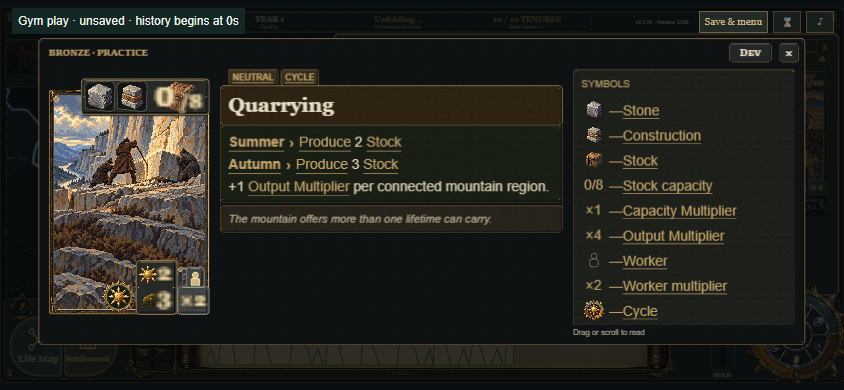 Gym play · unsaved · history begins at 0s
YEAR 1
Unfolding...
10 / 10 TENURES
Save & menu
BRONZE · PRACTICE
Dev
×
0/8
NEUTRAL
CYCLE
Quarrying
Summer › Produce 2 Stock
Autumn › Produce 3 Stock
+1 Output Multiplier per connected mountain region.
The mountain offers more than one lifetime can carry.
2
3
×2
SYMBOLS
—Stone
—Construction
—Stock
0/8 —Stock capacity
×1 —Capacity Multiplier
×4 —Output Multiplier
—Worker
×2 —Worker multiplier
—Cycle
Drag or scroll to read
Life Map
Settlement
HOLD